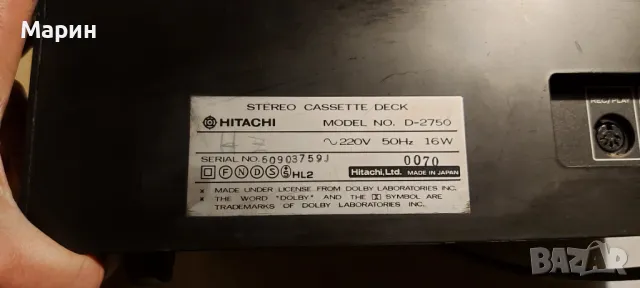 Марин
STEREO CASSETTE DECK
HITACHI MODEL NO. D-2750
~220V 50Hz 16W
SERIAL NO. 60903759J 0070
F N D S HL2 Hitachi, Ltd. MADE IN JAPAN
* MADE UNDER LICENSE FROM DOLBY LABORATORIES INC.
* THE WORD "DOLBY" AND THE SYMBOL ARE
TRADEMARKS OF DOLBY LABORATORIES INC.
REC/PLAY
BAZAR
bg